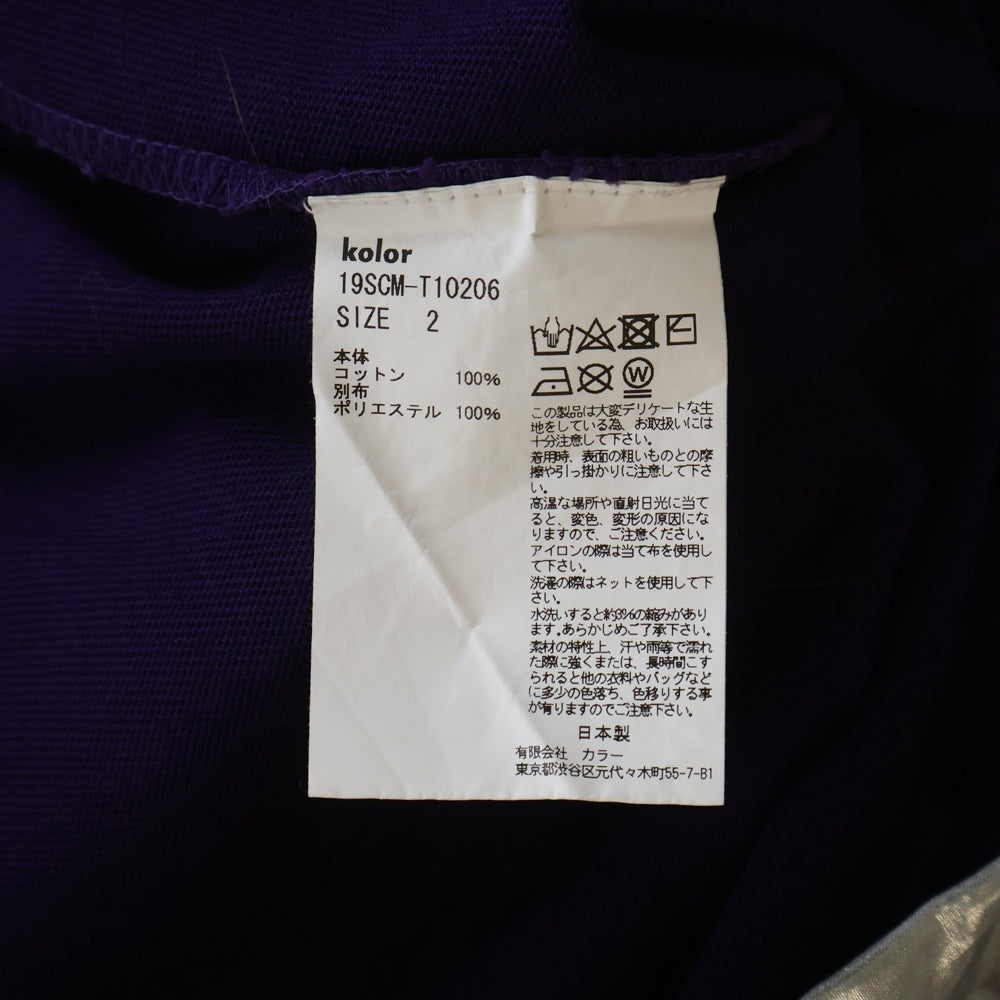 kolor
19SCM-T10206
SIZE 2
本体
コットン 100%
別布
ポリエステル 100%
この製品は大変デリケートな生
地をしている為、お取扱いには
十分注意して下さい。
着用時、表面の粗いものとの摩
擦や引っ掛かりに注意して下さ
い。
高温な場所や直射日光に当て
ると、変色、変形の原因にな
りますので、ご注意ください。
アイロンの際は当て布を使用し
て下さい。
洗濯の際はネットを使用して下
さい。
水洗いすると約3%の縮みがあり
ます。あらかじめご了承下さい。
素材の特性上、汗や雨等で濡れ
た際に強くまたは、長時間こす
られると他の衣料やバッグなど
に多少の色落ち、色移りする事
が有りますのでご注意下さい。
日本製
有限会社 カラー
東京都渋谷区元代々木町55-7-B1